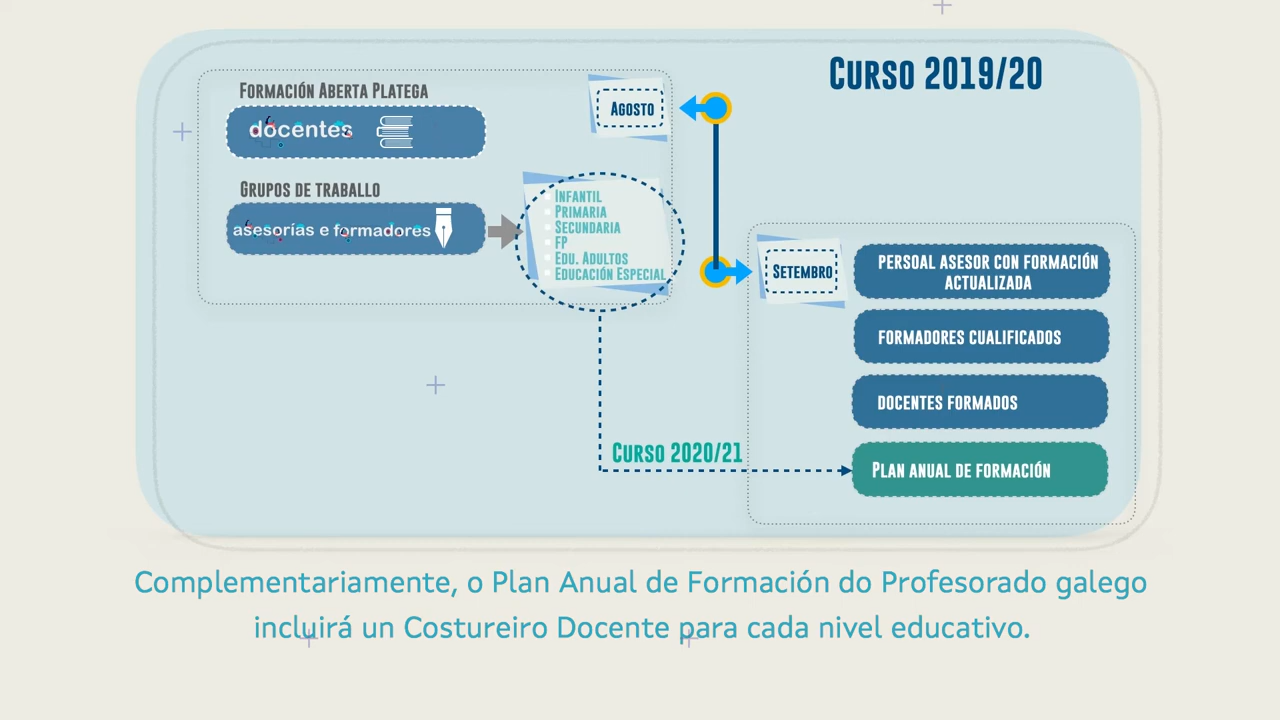 CURSO 2019/20
FORMACIÓN ABERTA PLATEGA
docentes
AGOSTO
GRUPOS DE TRABALLO
asesorías e formadores
INFANTIL
PRIMARIA
SECUNDARIA
FP
EDU. ADULTOS
EDUCACIÓN ESPECIAL
SETEMBRO
PERSOAL ASESOR CON FORMACIÓN
ACTUALIZADA
FORMADORES CUALIFICADOS
DOCENTES FORMADOS
CURSO 2020/21
PLAN ANUAL DE FORMACIÓN
Complementariamente, o Plan Anual de Formación do Profesorado galego
incluirá un Costureiro Docente para cada nivel educativo.